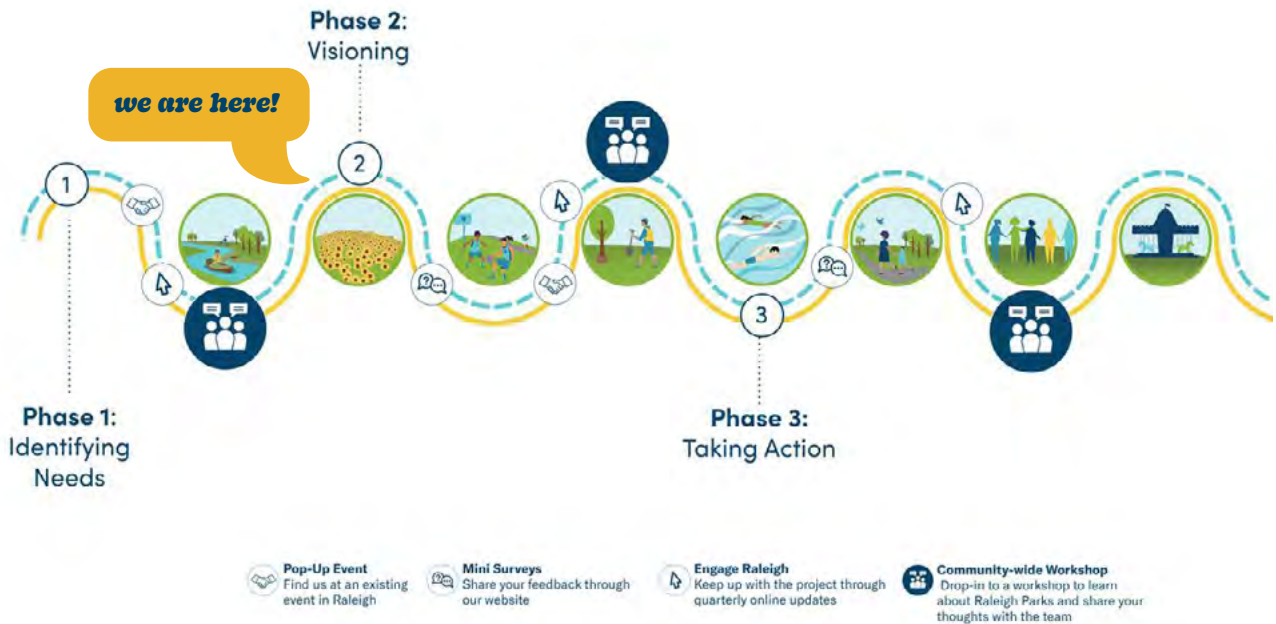 Phase 2:
Visioning
we are here!
1
2
3
Phase 1:
Identifying
Needs
Phase 3:
Taking Action
Pop-Up Event
Find us at an existing
event in Raleigh
Mini Surveys
Share your feedback through
our website
Engage Raleigh
Keep up with the project through
quarterly online updates
Community-wide Workshop
Drop-in to a workshop to learn
about Raleigh Parks and share your
thoughts with the team